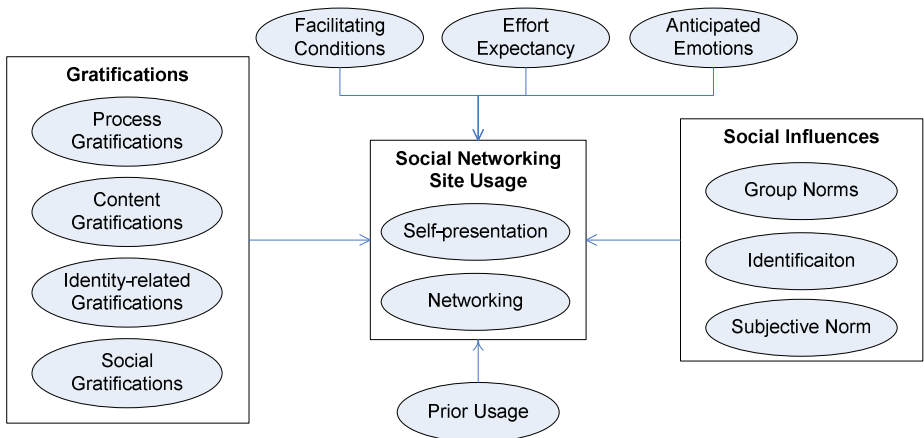 Facilitating
Conditions
Effort
Expectancy
Anticipated
Emotions
Gratifications
Process
Gratifications
Content
Gratifications
Identity-related
Gratifications
Social
Gratifications
Social Networking
Site Usage
Self-presentation
Networking
Social Influences
Group Norms
Identificaiton
Subjective Norm
Prior Usage